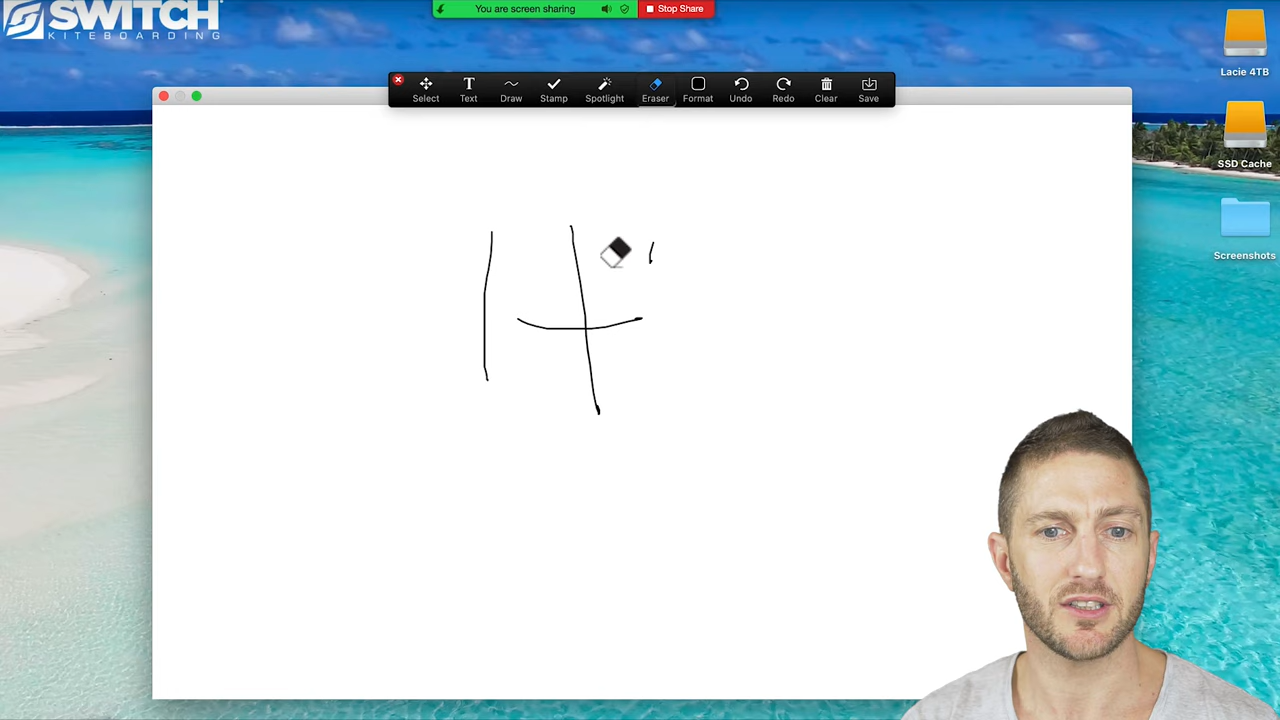 SWITCH
KITEBOARDING
You are screen sharing
Stop Share
Select
Text
Draw
Stamp
Spotlight
Eraser
Format
Undo
Redo
Clear
Save
Lacie 4TB
SSD Cache
Screenshots